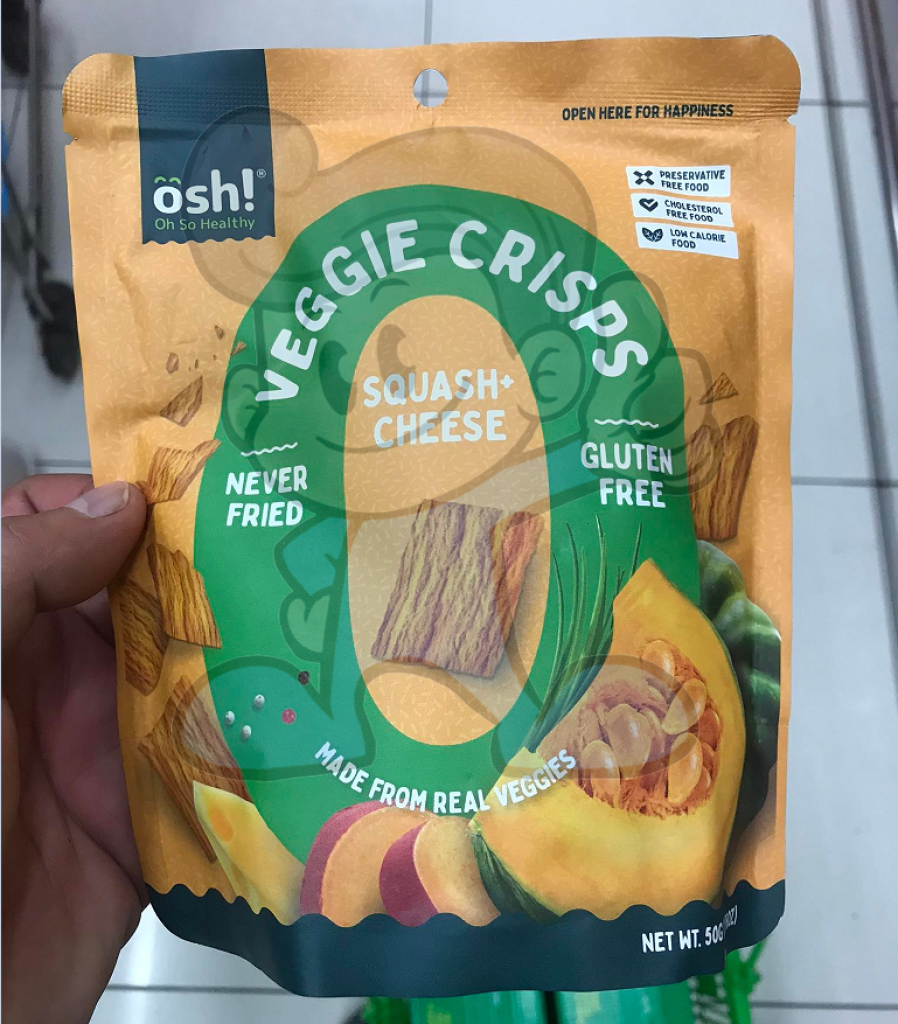 OPEN HERE FOR HAPPINESS
ösh!®
Oh So Healthy
PRESERVATIVE
FREE FOOD
CHOLESTEROL
FREE FOOD
LOW CALORIE
FOOD
VEGGIE CRISPS
SQUASH+
CHEESE
NEVER
FRIED
GLUTEN
FREE
MADE FROM REAL VEGGIES
NET WT. 50G